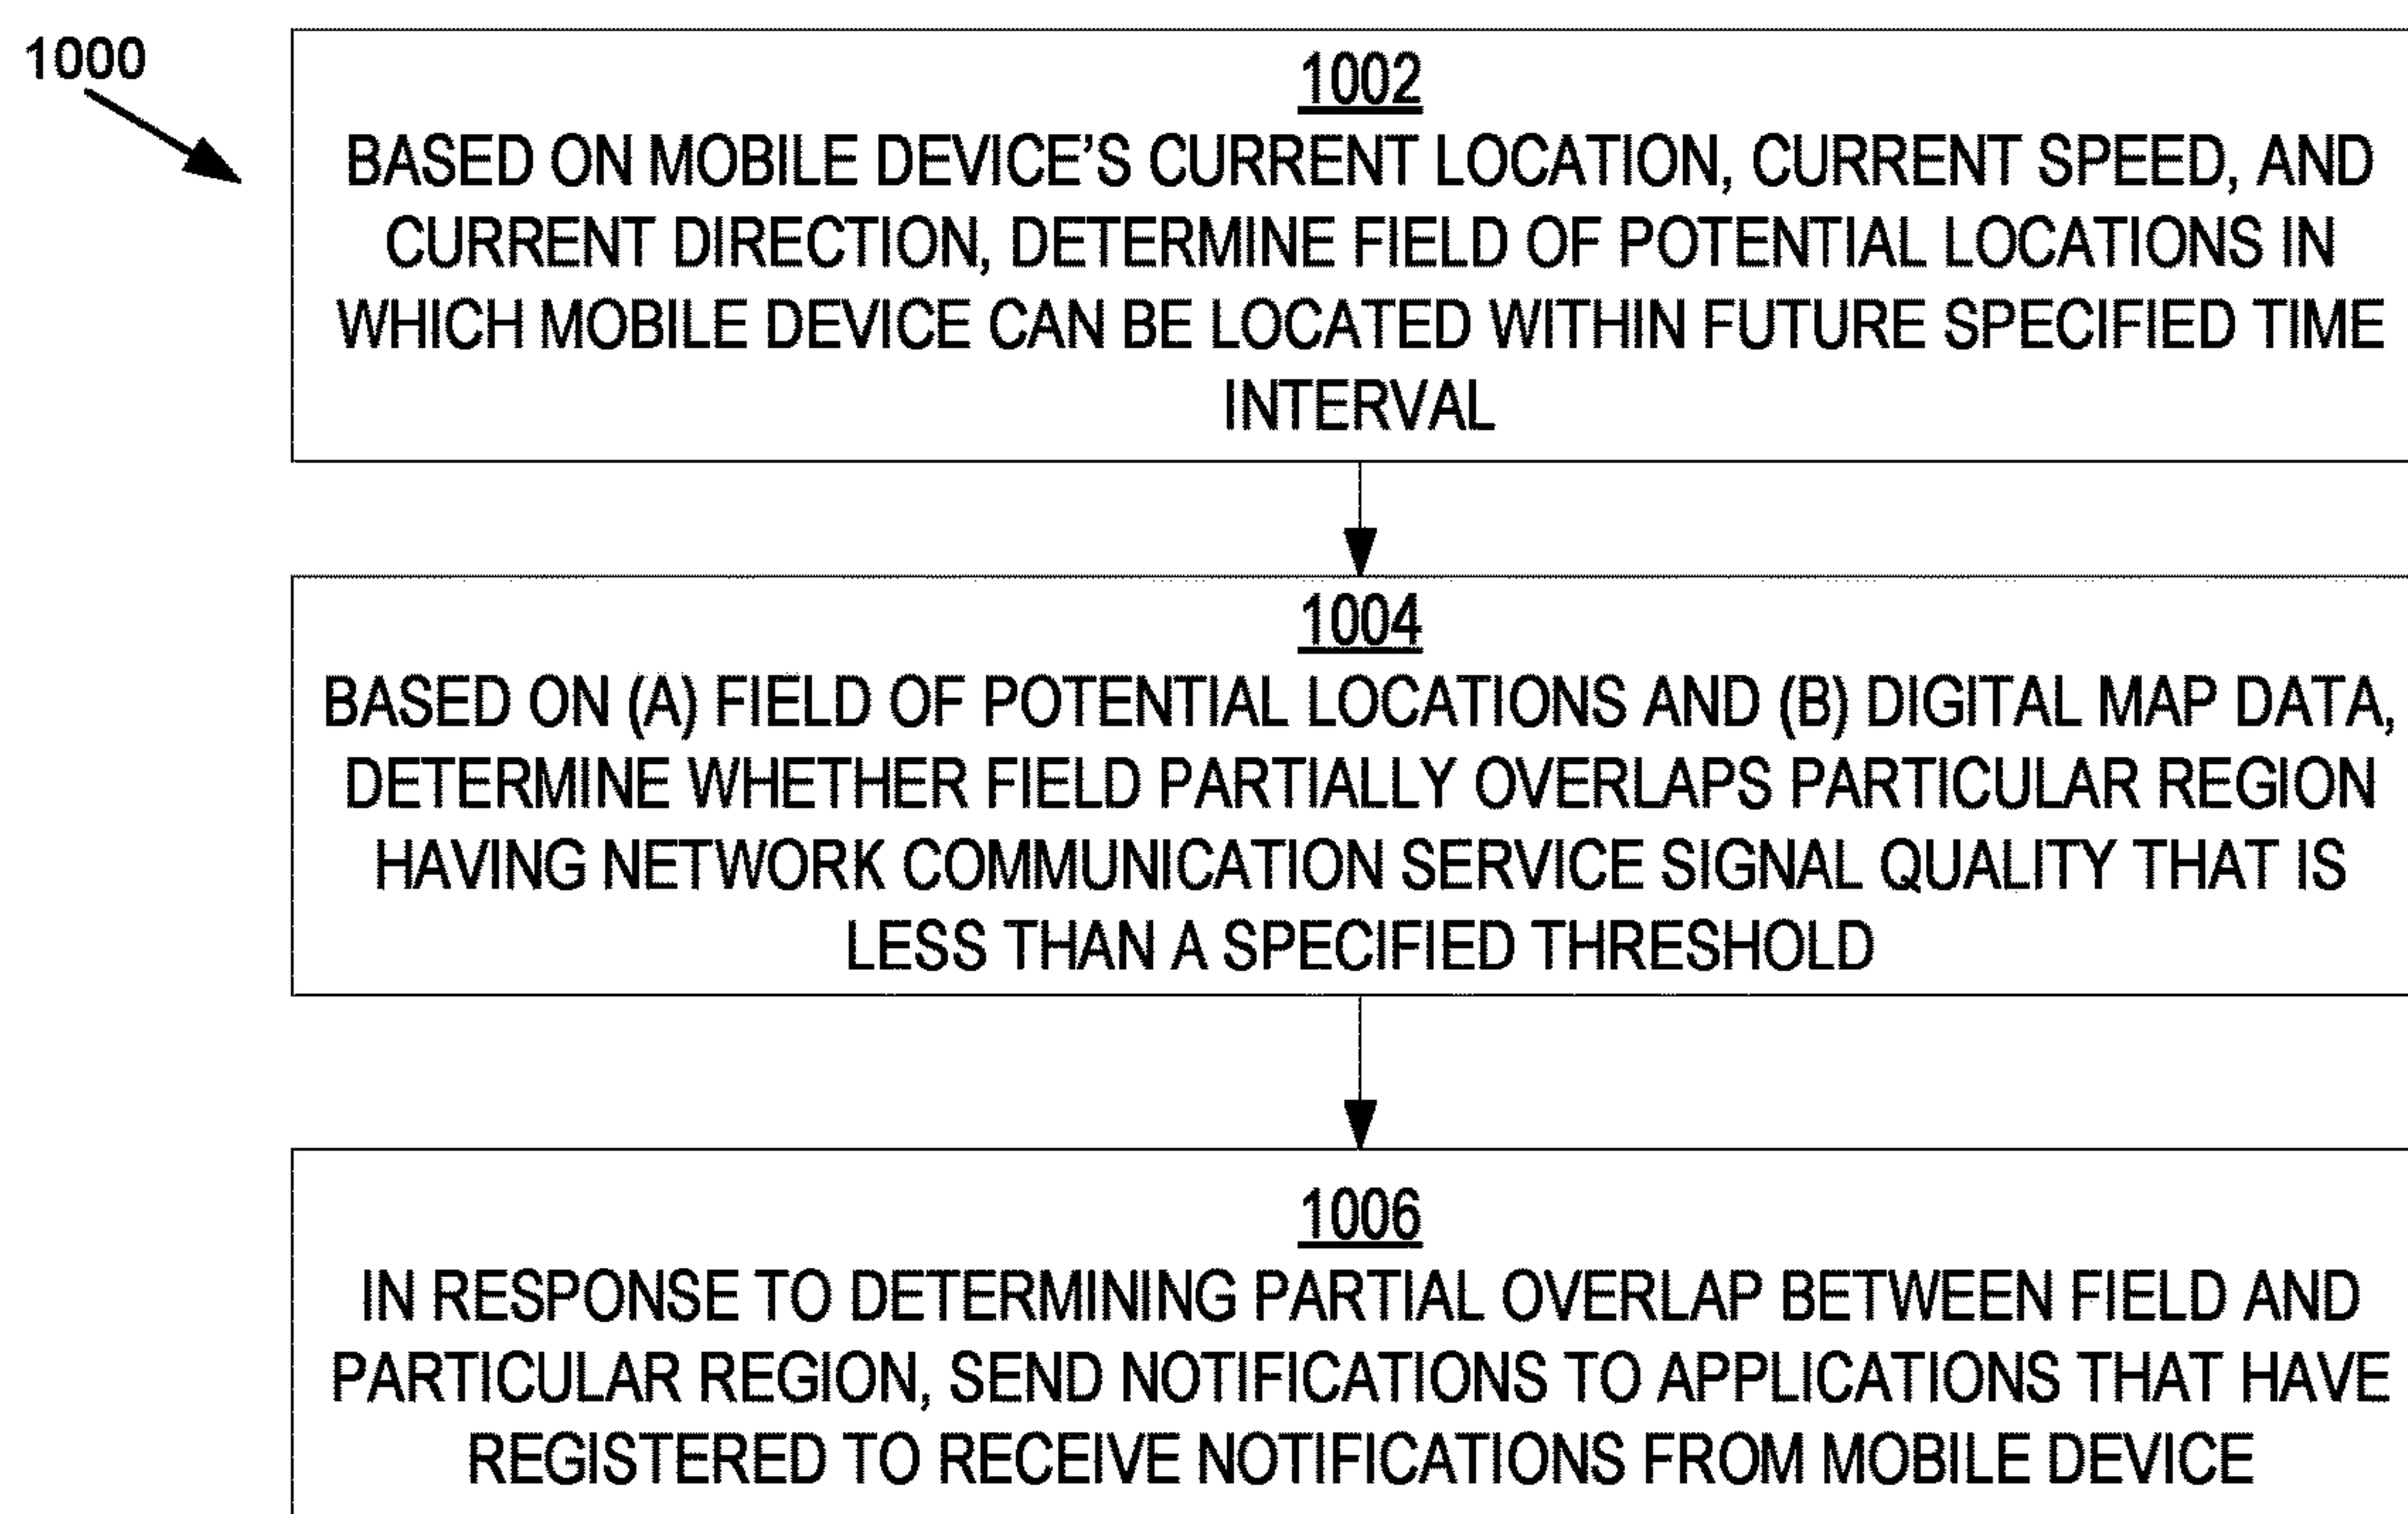 1000
1002
BASED ON MOBILE DEVICE'S CURRENT LOCATION, CURRENT SPEED, AND
CURRENT DIRECTION, DETERMINE FIELD OF POTENTIAL LOCATIONS IN
WHICH MOBILE DEVICE CAN BE LOCATED WITHIN FUTURE SPECIFIED TIME
INTERVAL
1004
BASED ON (A) FIELD OF POTENTIAL LOCATIONS AND (B) DIGITAL MAP DATA,
DETERMINE WHETHER FIELD PARTIALLY OVERLAPS PARTICULAR REGION
HAVING NETWORK COMMUNICATION SERVICE SIGNAL QUALITY THAT IS
LESS THAN A SPECIFIED THRESHOLD
1006
IN RESPONSE TO DETERMINING PARTIAL OVERLAP BETWEEN FIELD AND
PARTICULAR REGION, SEND NOTIFICATIONS TO APPLICATIONS THAT HAVE
REGISTERED TO RECEIVE NOTIFICATIONS FROM MOBILE DEVICE